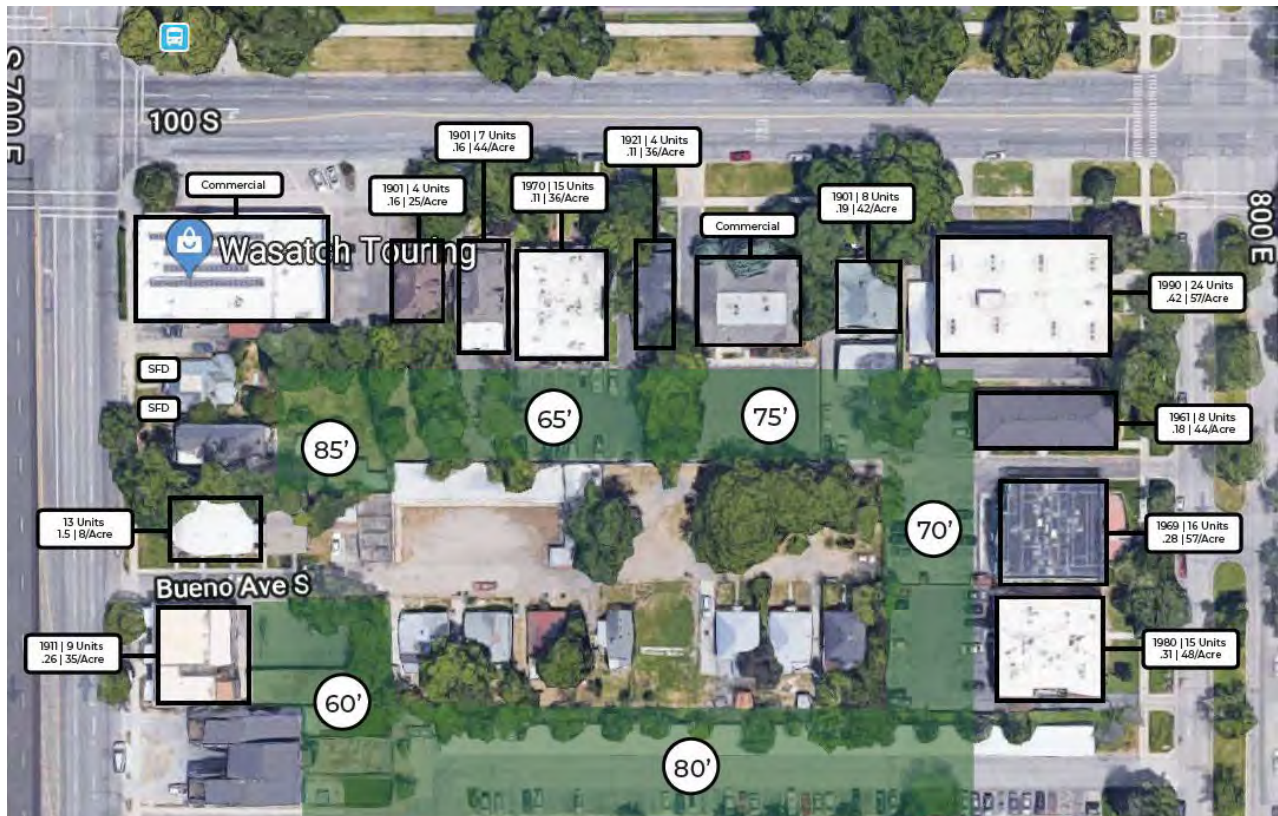 S 700 E
100 S
1901 | 7 Units
.16 | 44/Acre
1921 | 4 Units
.11 | 36/Acre
Commercial
1901 | 4 Units
.16 | 25/Acre
1970 | 15 Units
.11 | 36/Acre
1901 | 8 Units
.19 | 42/Acre
Commercial
800 E
Wasatch Touring
1990 | 24 Units
.42 | 57/Acre
SFD
SFD
65’
75’
85’
1961 | 8 Units
.18 | 44/Acre
13 Units
1.5 | 8/Acre
70’
1969 | 16 Units
.28 | 57/Acre
Bueno Ave S
1911 | 9 Units
.26 | 35/Acre
1980 | 15 Units
.31 | 48/Acre
60’
80’